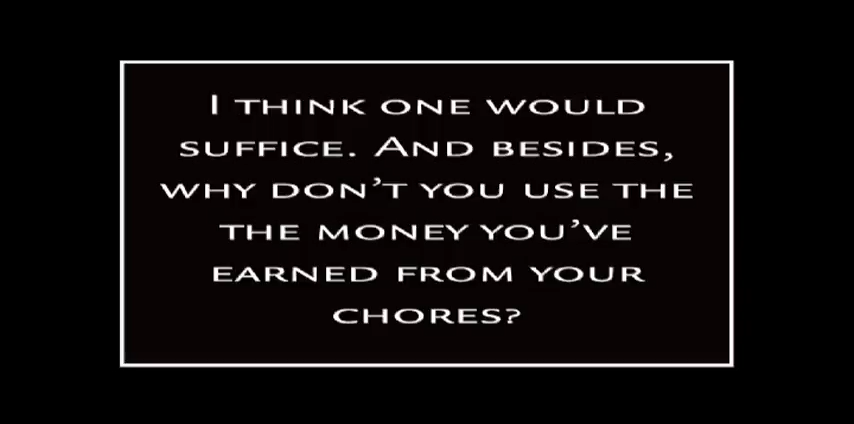 I THINK ONE WOULD
SUFFICE. AND BESIDES,
WHY DON'T YOU USE THE
THE MONEY YOU'VE
EARNED FROM YOUR
CHORES?